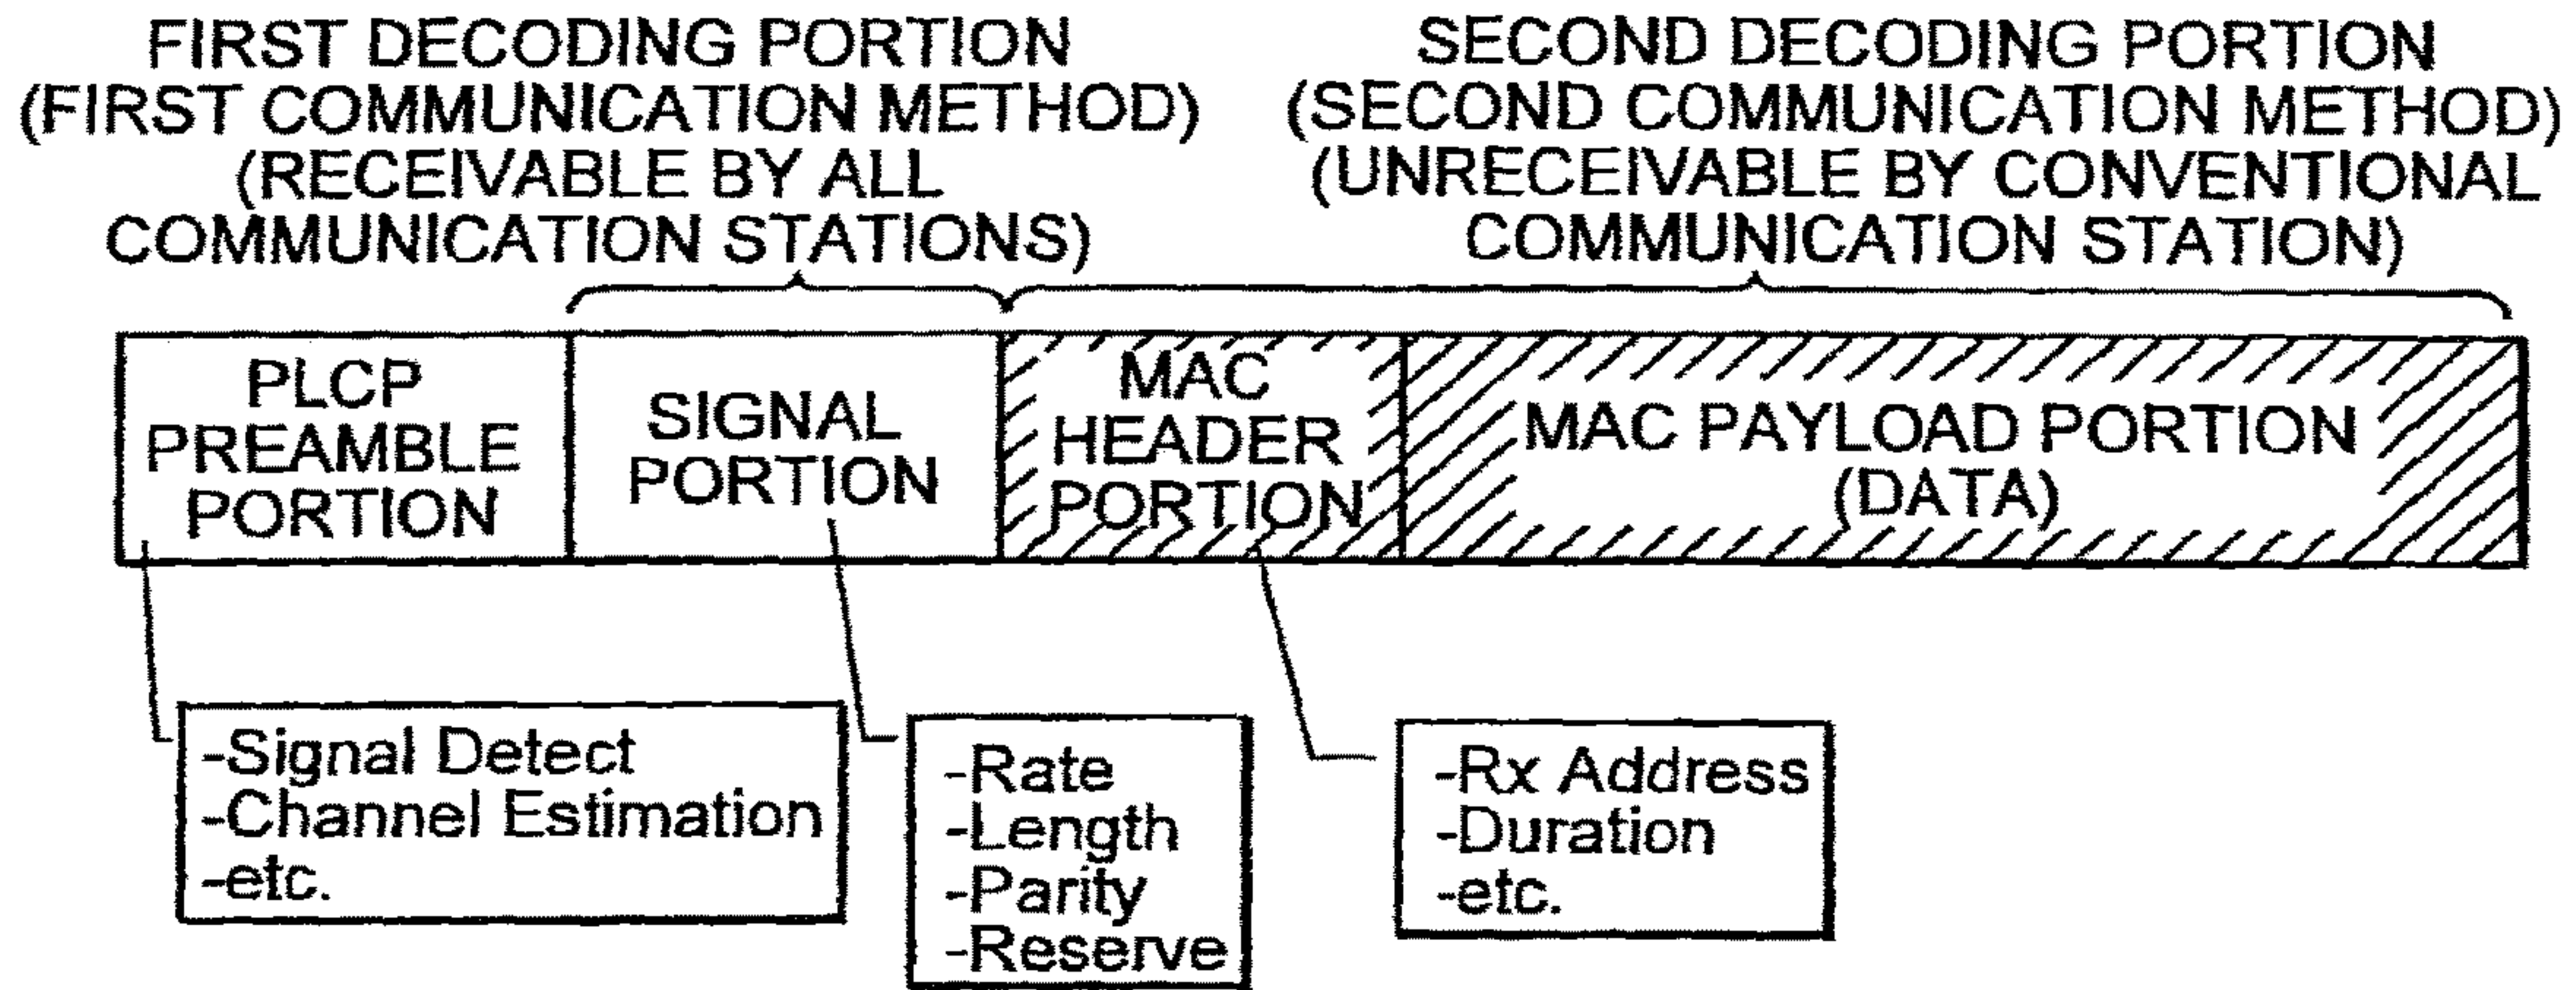 FIRST DECODING PORTION
(FIRST COMMUNICATION METHOD)
(RECEIVABLE BY ALL
COMMUNICATION STATIONS)
SECOND DECODING PORTION
(SECOND COMMUNICATION METHOD)
(UNRECEIVABLE BY CONVENTIONAL
COMMUNICATION STATION)
PLCP
PREAMBLE
PORTION
SIGNAL
PORTION
MAC
HEADER
PORTION
MAC PAYLOAD PORTION
(DATA)
-Signal Detect
-Channel Estimation
-etc.
-Rate
-Length
-Parity
-Reserve
-Rx Address
-Duration
-etc.